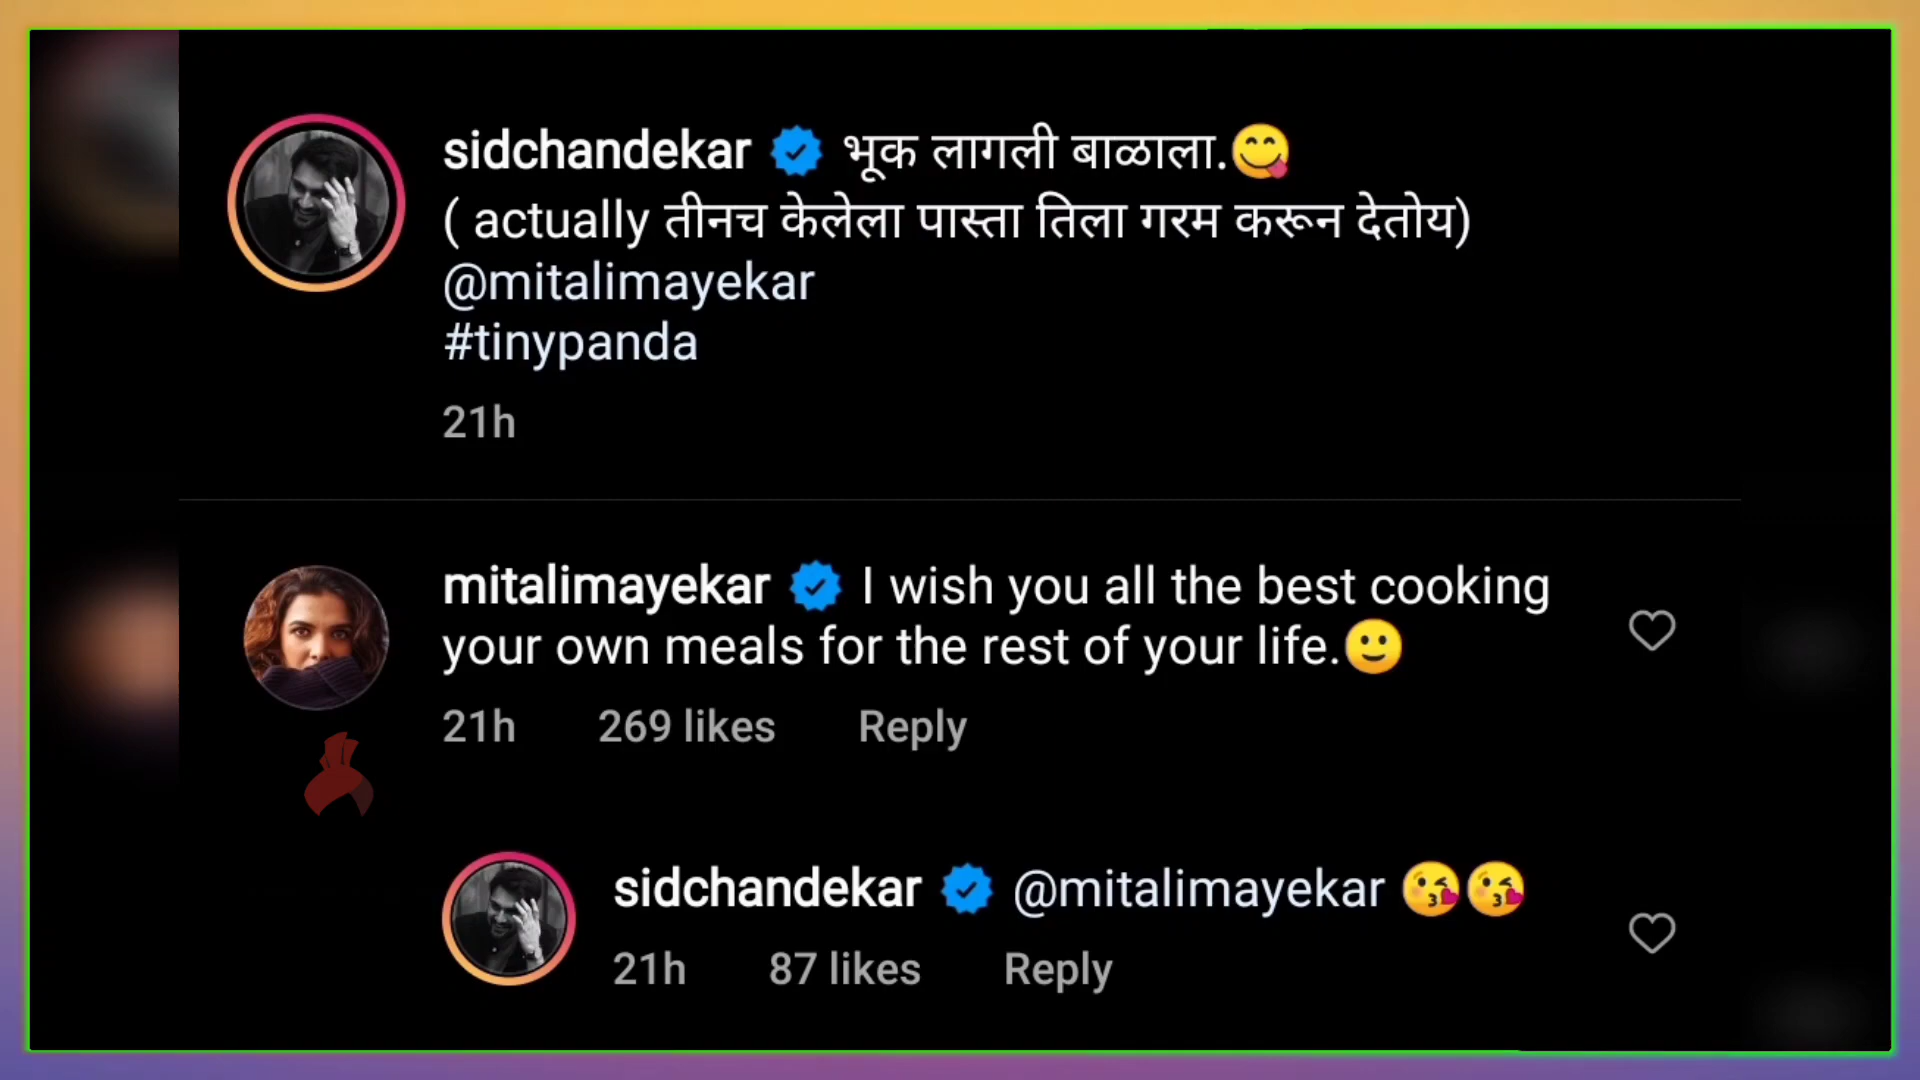 sidchandekar भूक लागली बाळाला.😋
( actually तीनच केलेला पास्ता तिला गरम करून देतोय)
@mitalimayekar
#tinypanda
21h
mitalimayekar I wish you all the best cooking
your own meals for the rest of your life.🙂
21h 269 likes Reply
sidchandekar @mitalimayekar 😘😘
21h 87 likes Reply